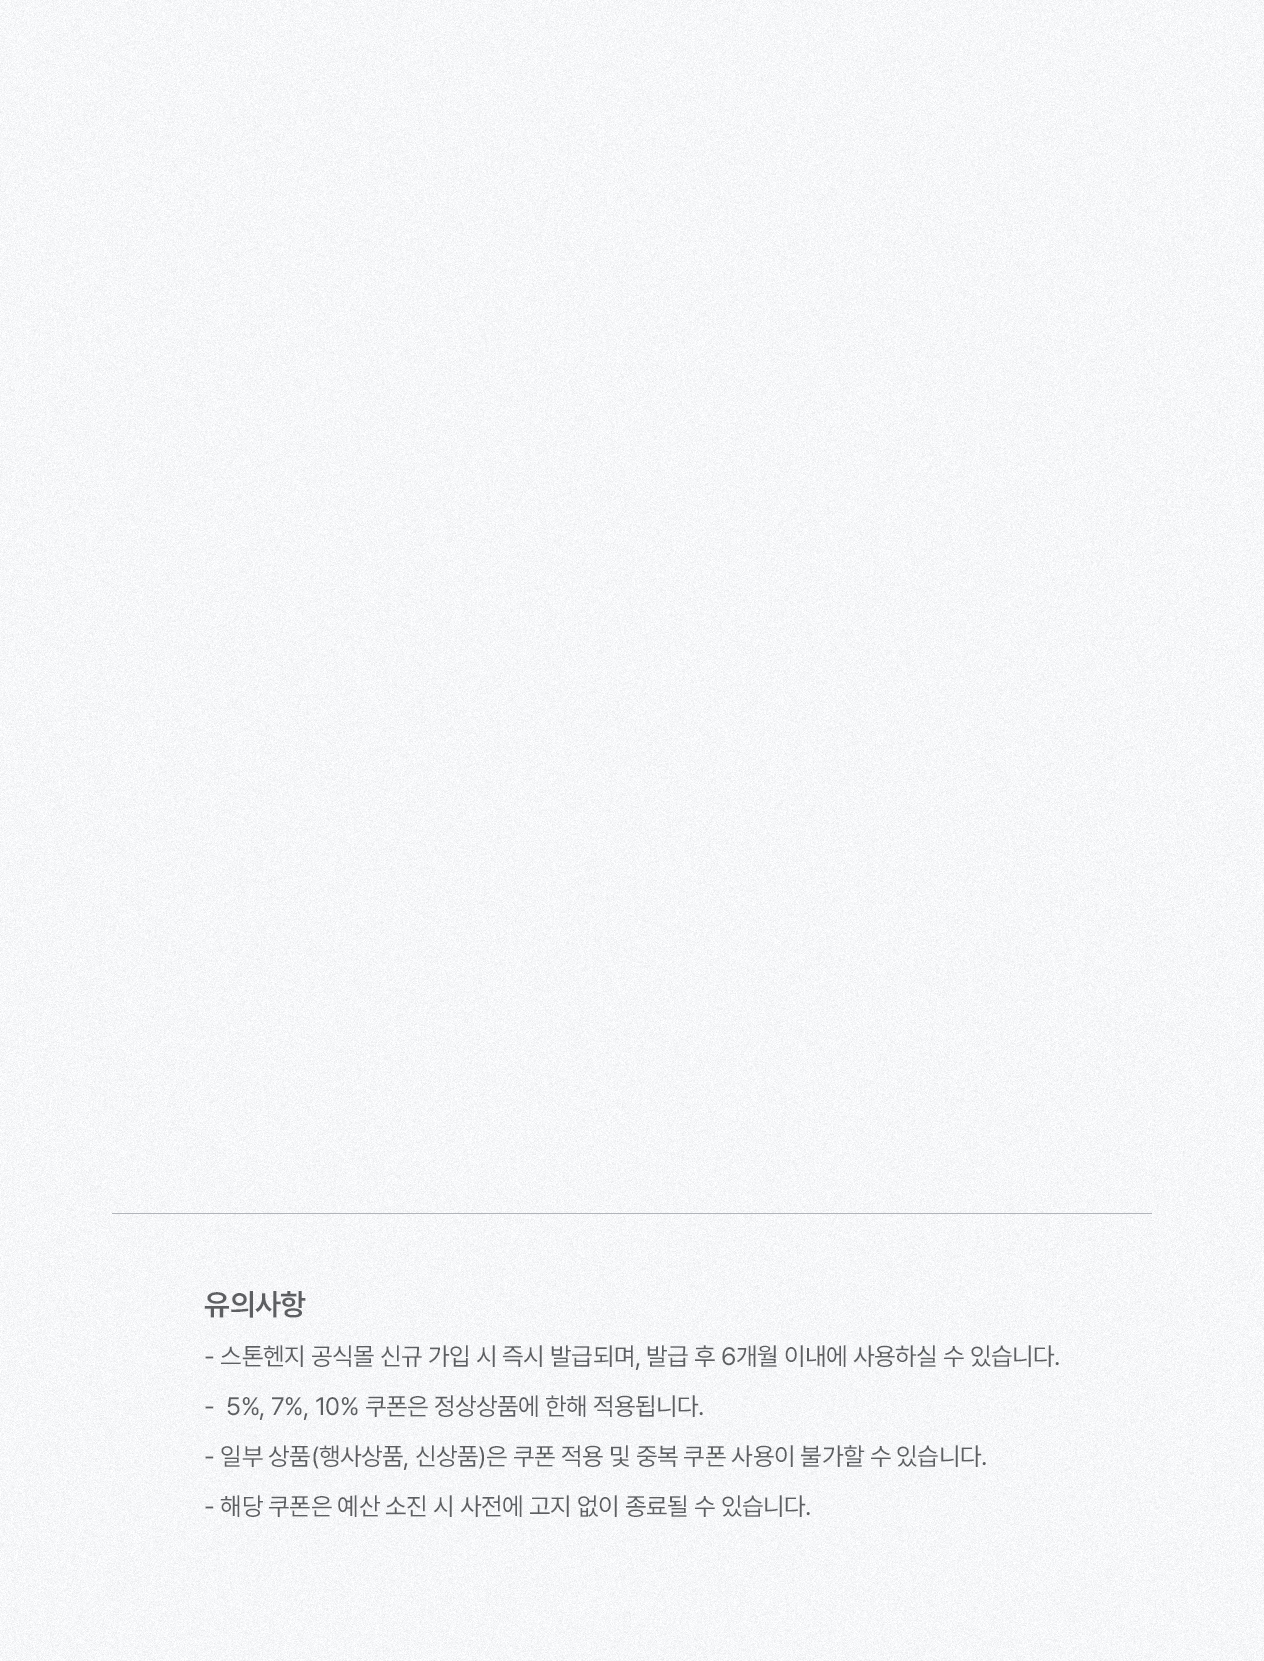 유의사항
- 스톤헨지 공식몰 신규 가입 시 즉시 발급되며, 발급 후 6개월 이내에 사용하실 수 있습니다.
- 5%, 7%, 10% 쿠폰은 정상상품에 한해 적용됩니다.
- 일부 상품(행사상품, 신상품)은 쿠폰 적용 및 중복 쿠폰 사용이 불가할 수 있습니다.
- 해당 쿠폰은 예산 소진 시 사전에 고지 없이 종료될 수 있습니다.